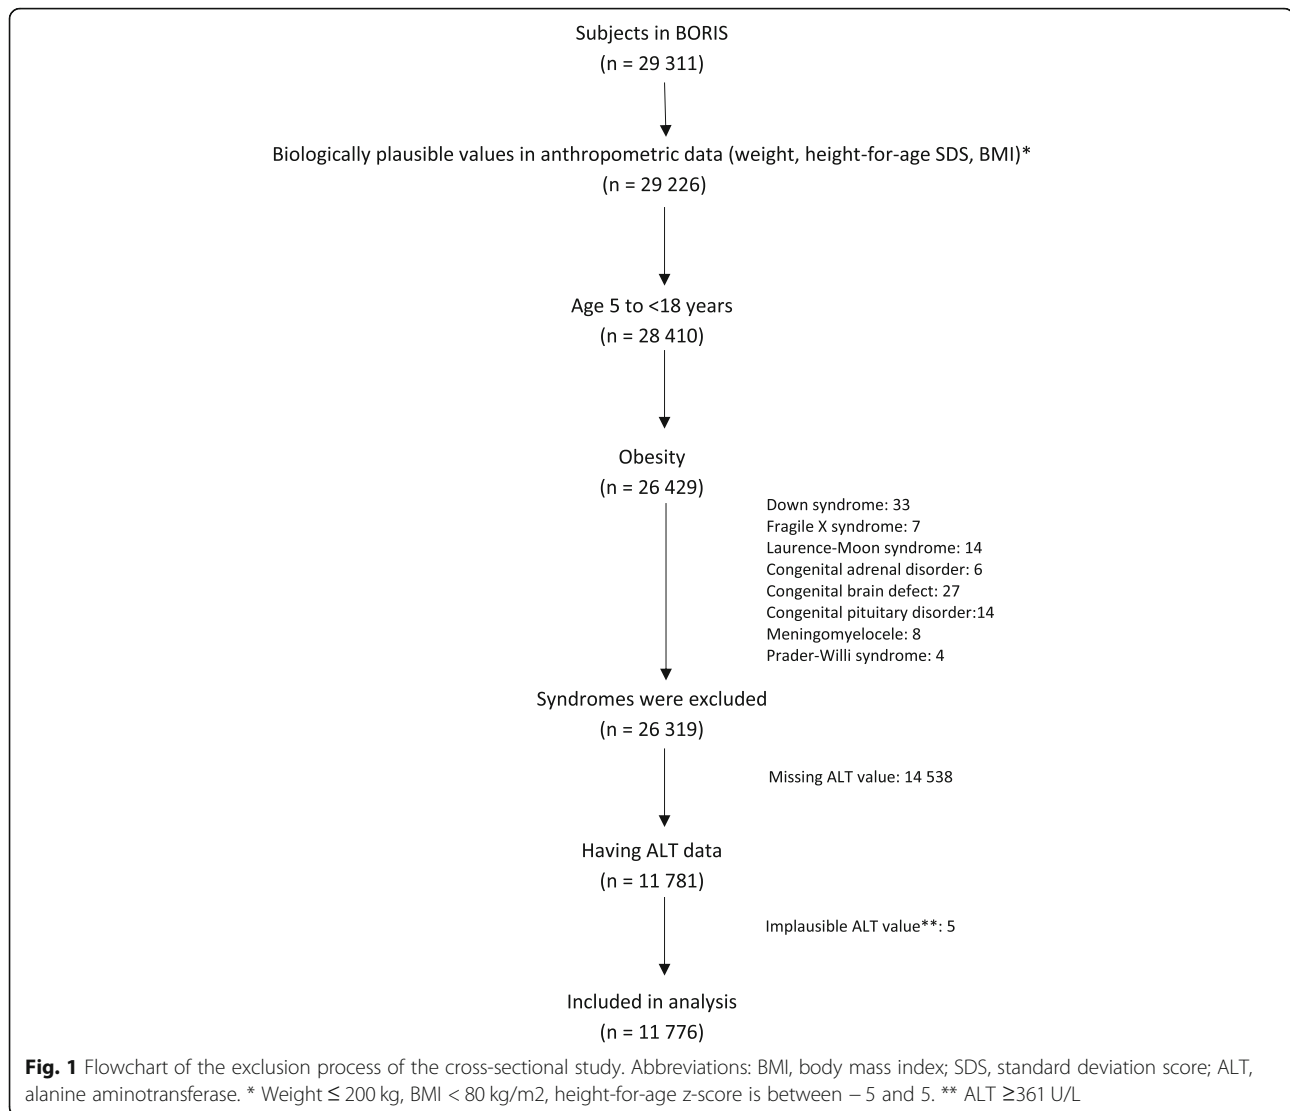 Subjects in BORIS
(n = 29 311)
Biologically plausible values in anthropometric data (weight, height-for-age SDS, BMI)*
(n = 29 226)
Age 5 to <18 years
(n = 28 410)
Obesity
(n = 26 429)
Down syndrome: 33
Fragile X syndrome: 7
Laurence-Moon syndrome: 14
Congenital adrenal disorder: 6
Congenital brain defect: 27
Congenital pituitary disorder:14
Meningomyelocele: 8
Prader-Willi syndrome: 4
Syndromes were excluded
(n = 26 319)
Missing ALT value: 14 538
Having ALT data
(n = 11 781)
Implausible ALT value**: 5
Included in analysis
(n = 11 776)
Fig. 1 Flowchart of the exclusion process of the cross-sectional study. Abbreviations: BMI, body mass index; SDS, standard deviation score; ALT,
alanine aminotransferase. * Weight ≤ 200 kg, BMI < 80 kg/m2, height-for-age z-score is between − 5 and 5. ** ALT ≥361 U/L